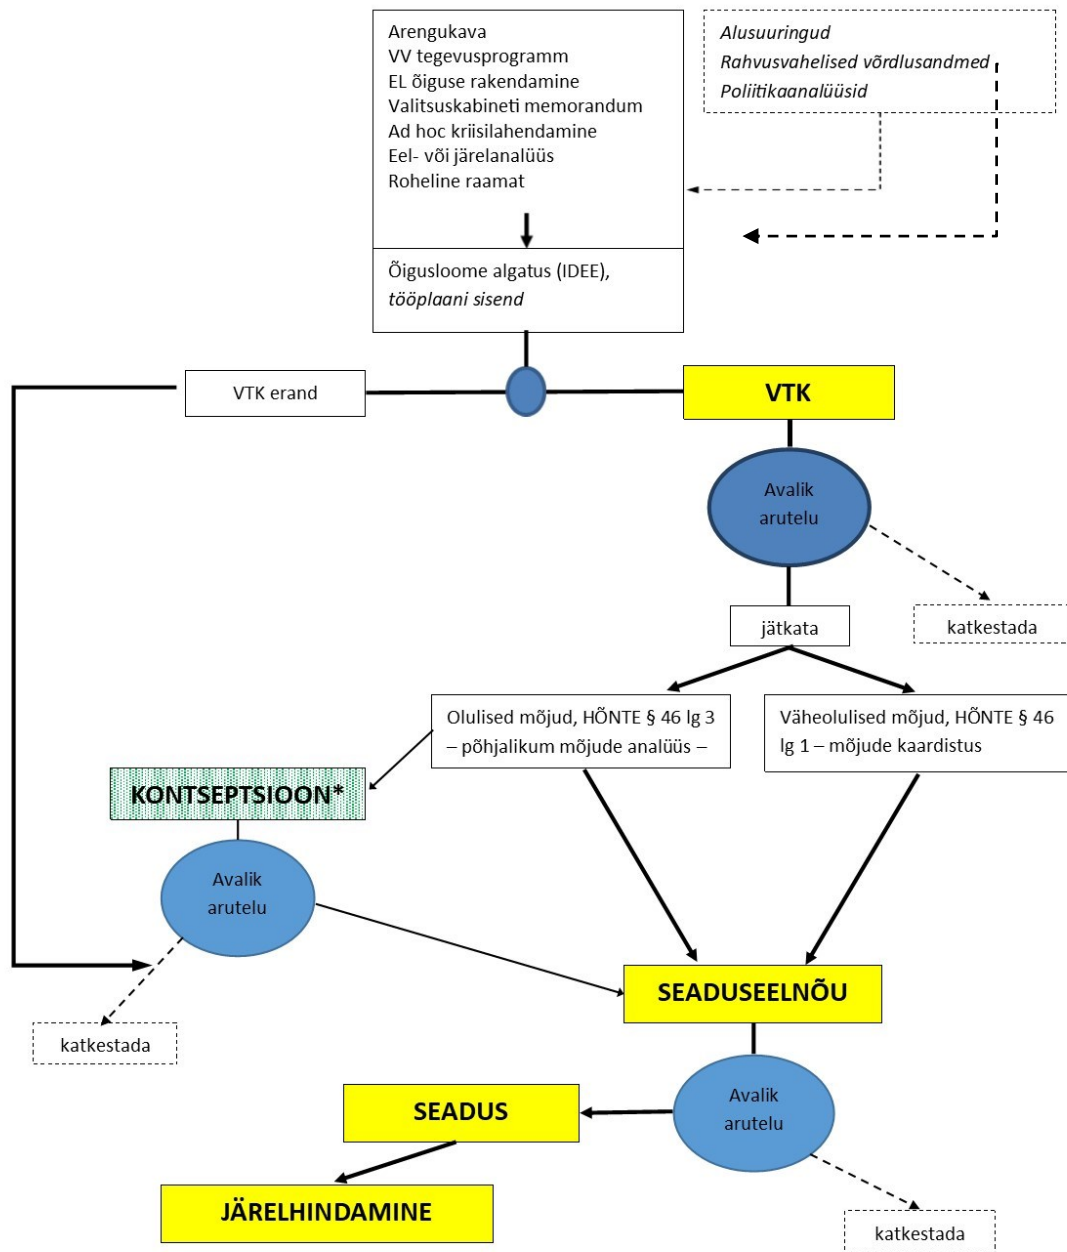 Arengukava
VV tegevusprogramm
EL õiguse rakendamine
Valitsuskabineti memorandum
Ad hoc kriisilahendamine
Eel- või järelanalüüs
Roheline raamat
Alusuuringud
Rahvusvahelised võrdlusandmed
Poliitikaanalüüsid
Õigusloome algatus (IDEE),
tööplaani sisend
VTK erand
VTK
Avalik
arutelu
jätkata
katkestada
Olulised mõjud, HÕNTE § 46 lg 3
– põhjalikum mõjude analüüs –
Väheolulised mõjud, HÕNTE § 46
lg 1 – mõjude kaardistus
KONTSEPTSIOON*
Avalik
arutelu
katkestada
SEADUSEELNÕU
Avalik
arutelu
SEADUS
JÄRELHINDAMINE
katkestada